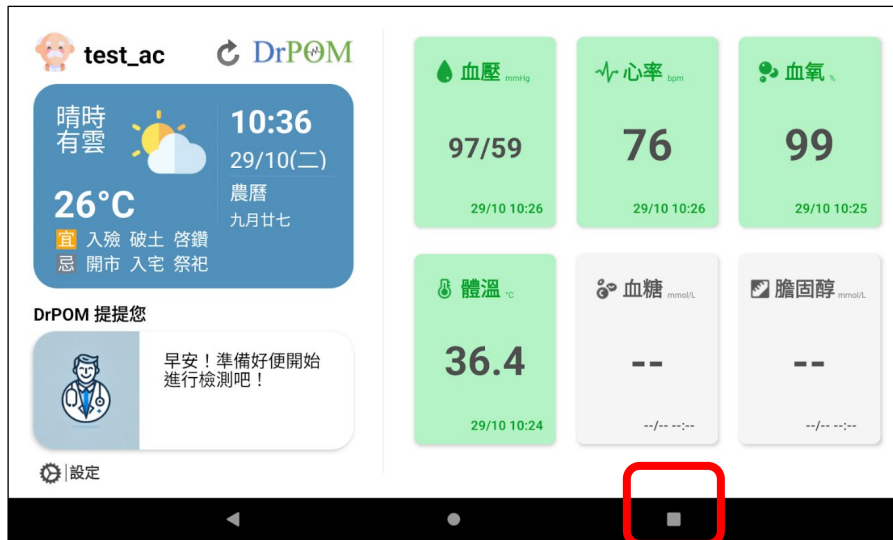 test_ac
DrPOM
晴時
有雲
10:36
29/10(二)
26°C
農曆
九月廿七
宜 入殮 破土 啓鑽
忌 開市 入宅 祭祀
DrPOM 提提您
早安！準備好便開始
進行檢測吧！
設定
血壓 mmHg
97/59
29/10 10:26
心率 bpm
76
29/10 10:26
血氧 %
99
29/10 10:25
體溫 °C
36.4
29/10 10:24
血糖 mmol/L
--
--/-- --:--
膽固醇 mmol/L
--
--/-- --:--